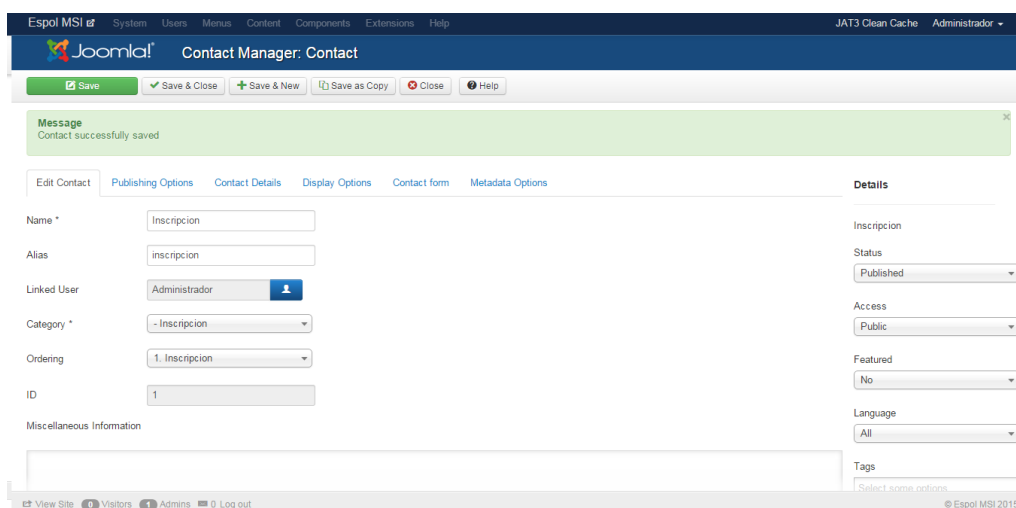 Espol MSI System Users Menus Content Components Extensions Help JAT3 Clean Cache Administrador
Joomla!® Contact Manager: Contact
Save Save & Close Save & New Save as Copy Close Help
Message
Contact successfully saved
Edit Contact Publishing Options Contact Details Display Options Contact form Metadata Options
Name * Inscripcion
Alias inscripcion
Linked User Administrador
Category * - Inscripcion
Ordering 1. Inscripcion
ID 1
Miscellaneous Information
Details
Inscripcion
Status
Published
Access
Public
Featured
No
Language
All
Tags
Select some options
View Site 0 Visitors 1 Admins 0 Log out © Espol MSI 2015